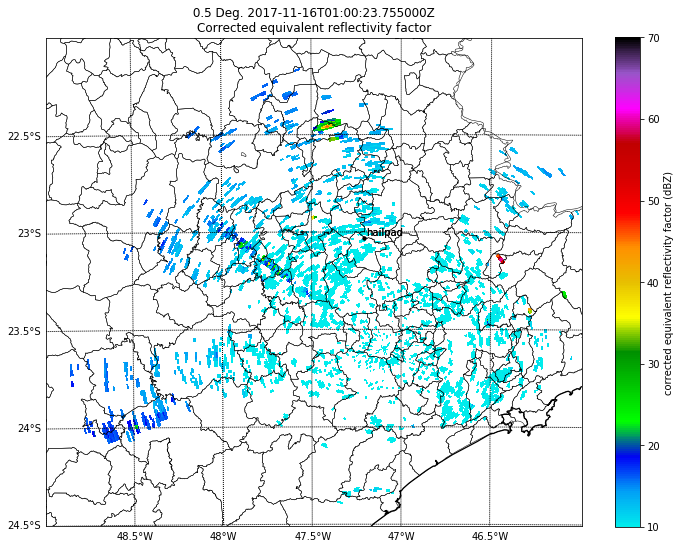 0.5 Deg. 2017-11-16T01:00:23.755000Z
Corrected equivalent reflectivity factor
22.5°S
23°S
23.5°S
24°S
24.5°S
48.5°W
48°W
47.5°W
47°W
46.5°W
hailpad
70
60
50
40
30
20
10
corrected equivalent reflectivity factor (dBZ)